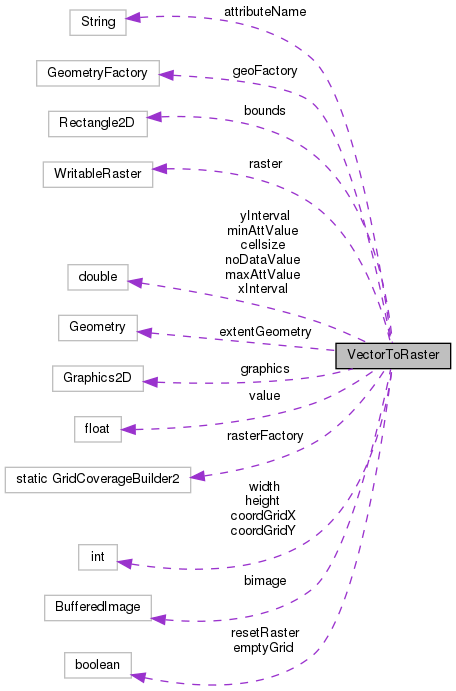 attributeName
String
geoFactory
GeometryFactory
bounds
Rectangle2D
raster
WritableRaster
yInterval
minAttValue
cellsize
noDataValue
maxAttValue
xInterval
double
extentGeometry
Geometry
VectorToRaster
graphics
Graphics2D
value
float
rasterFactory
static GridCoverageBuilder2
width
height
coordGridX
coordGridY
int
bimage
BufferedImage
resetRaster
emptyGrid
boolean